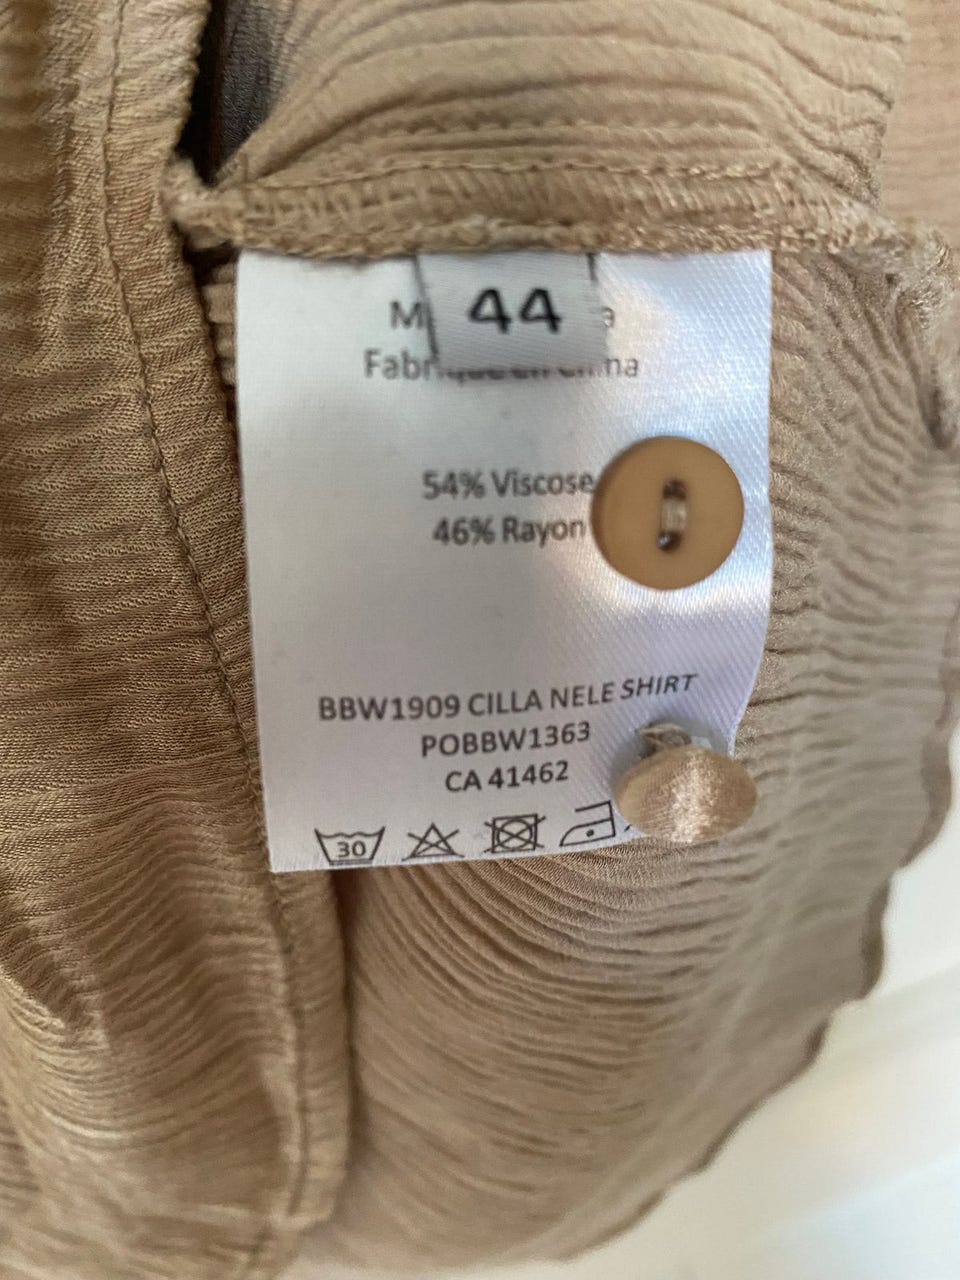 44
54% Viscose
46% Rayon
BBW1909 CILLA NELE SHIRT
POBBW1363
CA 41462
30